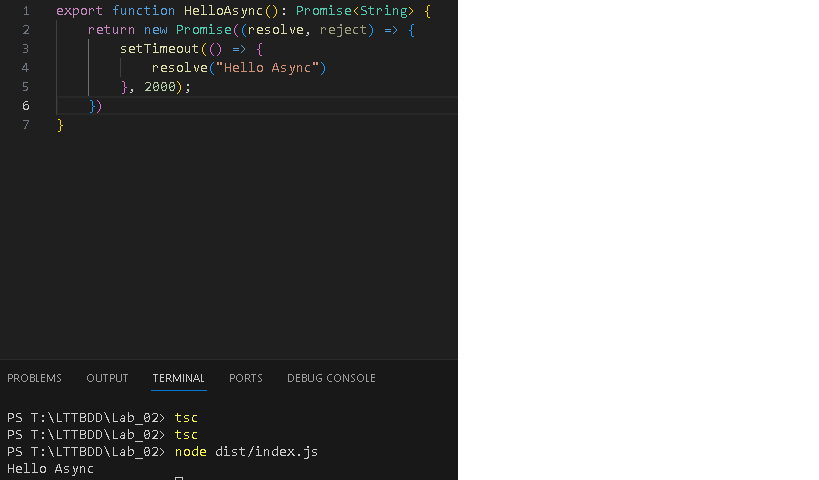 1 export function HelloAsync(): Promise<String> {
2 return new Promise((resolve, reject) => {
3 setTimeout(() => {
4 resolve("Hello Async")
5 }, 2000);
6 })
7 }
PROBLEMS OUTPUT TERMINAL PORTS DEBUG CONSOLE
PS T:\LTTBDD\Lab_02> tsc
PS T:\LTTBDD\Lab_02> tsc
PS T:\LTTBDD\Lab_02> node dist/index.js
Hello Async